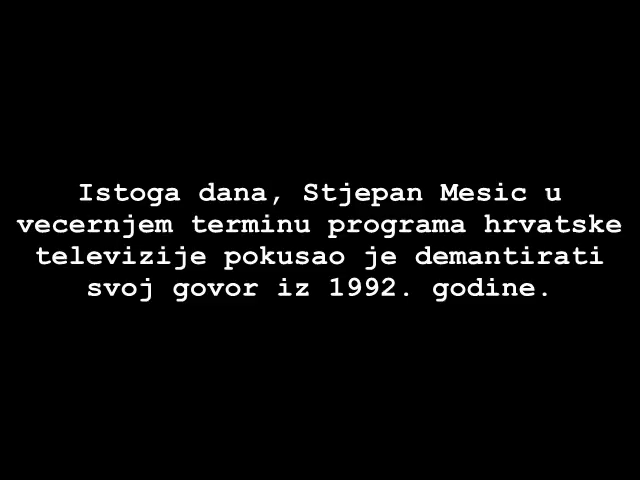 Istoga dana, Stjepan Mesic u
vecernjem terminu programa hrvatske
televizije pokusao je demantirati
svoj govor iz 1992. godine.